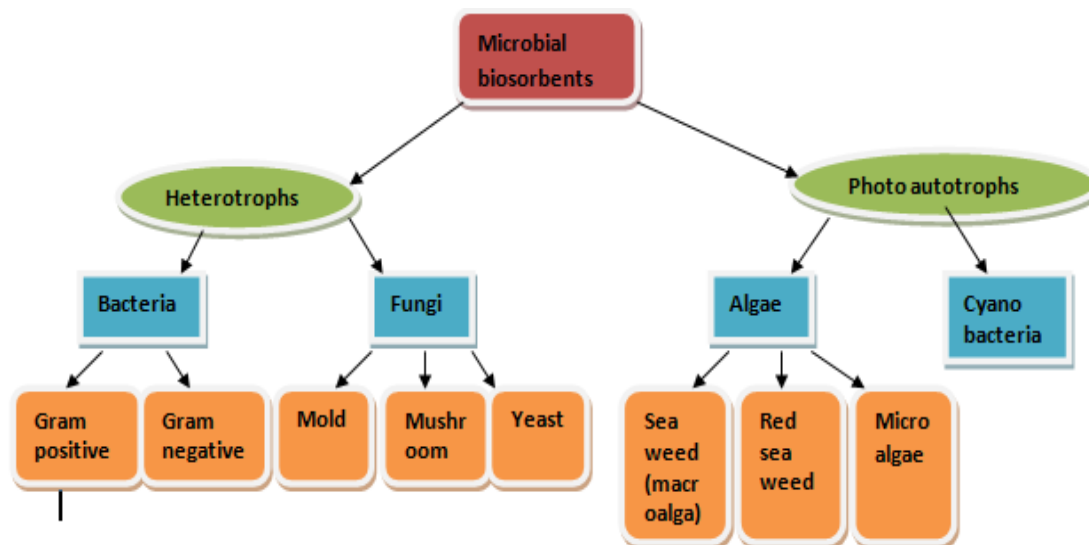 Microbial
biosorbents
Heterotrophs
Photo autotrophs
Bacteria
Fungi
Algae
Cyano
bacteria
Gram
positive
Gram
negative
Mold
Mushr
oom
Yeast
Sea
weed
(macr
oalga)
Red
sea
weed
Micro
algae